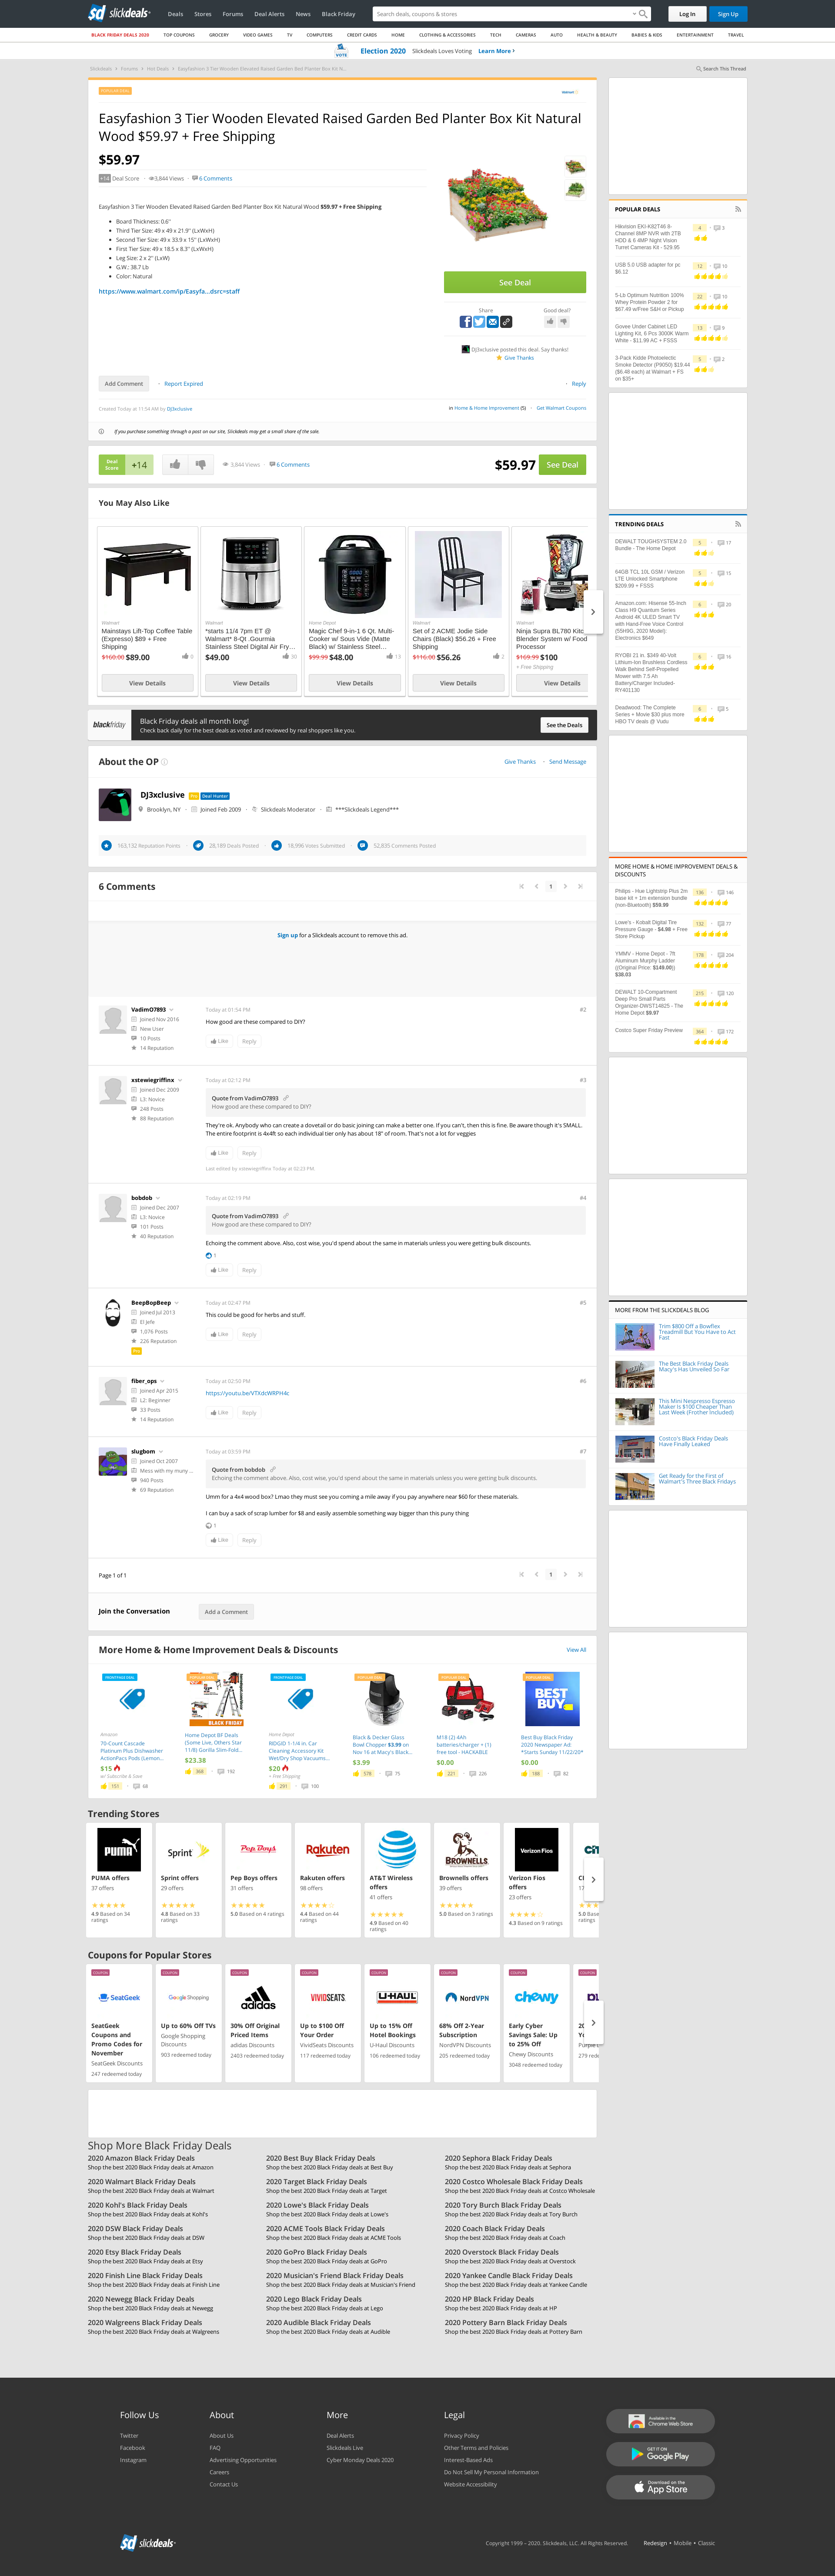 slickdeals
Deals
Stores
Forums
Deal Alerts
News
Black Friday
Search deals, coupons & stores
Log In
Sign Up
BLACK FRIDAY DEALS 2020
TOP COUPONS
GROCERY
VIDEO GAMES
TV
COMPUTERS
CREDIT CARDS
HOME
CLOTHING & ACCESSORIES
TECH
CAMERAS
AUTO
HEALTH & BEAUTY
BABIES & KIDS
ENTERTAINMENT
TRAVEL
VOTE
Election 2020
Slickdeals Loves Voting
Learn More
Slickdeals
Forums
Hot Deals
Easyfashion 3 Tier Wooden Elevated Raised Garden Bed Planter Box Kit N...
Search This Thread
POPULAR DEAL
Walmart
Easyfashion 3 Tier Wooden Elevated Raised Garden Bed Planter Box Kit Natural
Wood $59.97 + Free Shipping
$59.97
+14 Deal Score
3,844 Views
6 Comments
Easyfashion 3 Tier Wooden Elevated Raised Garden Bed Planter Box Kit Natural Wood $59.97 + Free Shipping
Board Thickness: 0.6"
Third Tier Size: 49 x 49 x 21.9" (LxWxH)
Second Tier Size: 49 x 33.9 x 15" (LxWxH)
First Tier Size: 49 x 18.5 x 8.3" (LxWxH)
Leg Size: 2 x 2" (LxW)
G.W.: 38.7 Lb
Color: Natural
https://www.walmart.com/ip/Easyfa...dsrc=staff
See Deal
Share
Good deal?
DJ3xclusive posted this deal. Say thanks!
Give Thanks
Add Comment
Report Expired
Reply
Created Today at 11:54 AM by DJ3xclusive
in Home & Home Improvement (5)
Get Walmart Coupons
If you purchase something through a post on our site, Slickdeals may get a small share of the sale.
Deal
Score
+14
3,844 Views
6 Comments
$59.97
See Deal
You May Also Like
Walmart
Mainstays Lift-Top Coffee Table
(Espresso) $89 + Free
Shipping
$160.00 $89.00
View Details
Walmart
*starts 11/4 7pm ET @
Walmart* 8-Qt .Gourmia
Stainless Steel Digital Air Fry...
$49.00
View Details
Home Depot
Magic Chef 9-in-1 6 Qt. Multi-
Cooker w/ Sous Vide (Matte
Black) w/ Stainless Steel...
$99.99 $48.00
13
View Details
Walmart
Set of 2 ACME Jodie Side
Chairs (Black) $56.26 + Free
Shipping
$116.00 $56.26
2
View Details
Walmart
Ninja Supra BL780 Kitc
Blender System w/ Food
Processor
$169.99 $100
+ Free Shipping
View Details
blackfriday
Black Friday deals all month long!
Check back daily for the best deals as voted and reviewed by real shoppers like you.
See the Deals
About the OP
Give Thanks
Send Message
DJ3xclusive
Pro
Deal Hunter
Brooklyn, NY
Joined Feb 2009
Slickdeals Moderator
***Slickdeals Legend***
163,132 Reputation Points
28,189 Deals Posted
18,996 Votes Submitted
52,835 Comments Posted
6 Comments
1
Sign up for a Slickdeals account to remove this ad.
VadimO7893
Joined Nov 2016
New User
10 Posts
14 Reputation
Today at 01:54 PM
#2
How good are these compared to DIY?
Like
Reply
xstewiegriffinx
Joined Dec 2009
L3: Novice
248 Posts
88 Reputation
Today at 02:12 PM
#3
Quote from VadimO7893
How good are these compared to DIY?
They're ok. Anybody who can create a dovetail or do basic joining can make a better one. If you can't, then this is fine. Be aware though it's SMALL.
The entire footprint is 4x4ft so each individual tier only has about 18" of room. That's not a lot for veggies
Like
Reply
Last edited by xstewiegriffinx Today at 02:23 PM.
bobdob
Joined Dec 2007
L3: Novice
101 Posts
40 Reputation
Today at 02:19 PM
#4
Quote from VadimO7893
How good are these compared to DIY?
Echoing the comment above. Also, cost wise, you'd spend about the same in materials unless you were getting bulk discounts.
1
Like
Reply
BeepBopBeep
Joined Jul 2013
El Jefe
1,076 Posts
226 Reputation
Pro
Today at 02:47 PM
#5
This could be good for herbs and stuff.
Like
Reply
fiber_ops
Joined Apr 2015
L2: Beginner
33 Posts
14 Reputation
Today at 02:50 PM
#6
https://youtu.be/VTXdcWRPH4c
Like
Reply
slugbom
Joined Oct 2007
Mess with my muny ...
940 Posts
69 Reputation
Today at 03:59 PM
#7
Quote from bobdob
Echoing the comment above. Also, cost wise, you'd spend about the same in materials unless you were getting bulk discounts.
Umm for a 4x4 wood box? Lmao they must see you coming a mile away if you pay anywhere near $60 for these materials.
I can buy a sack of scrap lumber for $8 and easily assemble something way bigger than this puny thing
1
Like
Reply
Page 1 of 1
1
Join the Conversation
Add a Comment
More Home & Home Improvement Deals & Discounts
View All
FRONTPAGE DEAL
Amazon
70-Count Cascade
Platinum Plus Dishwasher
ActionPacs Pods (Lemon...
$15
w/ Subscribe & Save
151
68
POPULAR DEAL
BLACK FRIDAY
Home Depot BF Deals
(Some Live, Others Star
11/8) Gorilla Slim-Fold...
$23.38
368
192
FRONTPAGE DEAL
Home Depot
RIDGID 1-1/4 in. Car
Cleaning Accessory Kit
Wet/Dry Shop Vacuums...
$20
+ Free Shipping
291
100
POPULAR DEAL
Black & Decker Glass
Bowl Chopper $3.99 on
Nov 16 at Macy's Black...
$3.99
578
75
POPULAR DEAL
M18 (2) 4Ah
batteries/charger + (1)
free tool - HACKABLE
$0.00
221
226
POPULAR DEAL
BEST
BUY
Best Buy Black Friday
2020 Newspaper Ad:
*Starts Sunday 11/22/20*
$0.00
188
82
Trending Stores
PUMA
PUMA offers
37 offers
4.9 Based on 34
ratings
Sprint
Sprint offers
29 offers
4.8 Based on 33
ratings
Pep Boys
Pep Boys offers
31 offers
5.0 Based on 4 ratings
Rakuten
Rakuten offers
98 offers
4.4 Based on 44
ratings
AT&T Wireless
offers
41 offers
4.9 Based on 40
ratings
BROWNELLS
Brownells offers
39 offers
5.0 Based on 3 ratings
Verizon Fios
Verizon Fios
offers
23 offers
4.3 Based on 9 ratings
5.0 Base
ratings
Coupons for Popular Stores
COUPON
SeatGeek
SeatGeek
Coupons and
Promo Codes for
November
SeatGeek Discounts
247 redeemed today
COUPON
Google Shopping
Up to 60% Off TVs
Google Shopping
Discounts
903 redeemed today
COUPON
adidas
30% Off Original
Priced Items
adidas Discounts
2403 redeemed today
COUPON
VIVIDSEATS
Up to $100 Off
Your Order
VividSeats Discounts
117 redeemed today
COUPON
U-HAUL
Up to 15% Off
Hotel Bookings
U-Haul Discounts
106 redeemed today
COUPON
NordVPN
68% Off 2-Year
Subscription
NordVPN Discounts
205 redeemed today
COUPON
chewy
Early Cyber
Savings Sale: Up
to 25% Off
Chewy Discounts
3048 redeemed today
COUPON
279 rede
Shop More Black Friday Deals
2020 Amazon Black Friday Deals
Shop the best 2020 Black Friday deals at Amazon
2020 Best Buy Black Friday Deals
Shop the best 2020 Black Friday deals at Best Buy
2020 Sephora Black Friday Deals
Shop the best 2020 Black Friday deals at Sephora
2020 Walmart Black Friday Deals
Shop the best 2020 Black Friday deals at Walmart
2020 Target Black Friday Deals
Shop the best 2020 Black Friday deals at Target
2020 Costco Wholesale Black Friday Deals
Shop the best 2020 Black Friday deals at Costco Wholesale
2020 Kohl's Black Friday Deals
Shop the best 2020 Black Friday deals at Kohl's
2020 Lowe's Black Friday Deals
Shop the best 2020 Black Friday deals at Lowe's
2020 Tory Burch Black Friday Deals
Shop the best 2020 Black Friday deals at Tory Burch
2020 DSW Black Friday Deals
Shop the best 2020 Black Friday deals at DSW
2020 ACME Tools Black Friday Deals
Shop the best 2020 Black Friday deals at ACME Tools
2020 Coach Black Friday Deals
Shop the best 2020 Black Friday deals at Coach
2020 Etsy Black Friday Deals
Shop the best 2020 Black Friday deals at Etsy
2020 GoPro Black Friday Deals
Shop the best 2020 Black Friday deals at GoPro
2020 Overstock Black Friday Deals
Shop the best 2020 Black Friday deals at Overstock
2020 Finish Line Black Friday Deals
Shop the best 2020 Black Friday deals at Finish Line
2020 Musician's Friend Black Friday Deals
Shop the best 2020 Black Friday deals at Musician's Friend
2020 Yankee Candle Black Friday Deals
Shop the best 2020 Black Friday deals at Yankee Candle
2020 Newegg Black Friday Deals
Shop the best 2020 Black Friday deals at Newegg
2020 Lego Black Friday Deals
Shop the best 2020 Black Friday deals at Lego
2020 HP Black Friday Deals
Shop the best 2020 Black Friday deals at HP
2020 Walgreens Black Friday Deals
Shop the best 2020 Black Friday deals at Walgreens
2020 Audible Black Friday Deals
Shop the best 2020 Black Friday deals at Audible
2020 Pottery Barn Black Friday Deals
Shop the best 2020 Black Friday deals at Pottery Barn
POPULAR DEALS
Hikvision EKI-K82T46 8-
Channel 8MP NVR with 2TB
HDD & 6 4MP Night Vision
Turret Cameras Kit - 529.95
4
3
USB 5.0 USB adapter for pc
$6.12
12
10
5-Lb Optimum Nutrition 100%
Whey Protein Powder 2 for
$67.49 w/Free S&H or Pickup
22
10
Govee Under Cabinet LED
Lighting Kit, 6 Pcs 3000K Warm
White - $11.99 AC + FSSS
13
9
3-Pack Kidde Photoelectic
Smoke Detector (P9050) $19.44
($6.48 each) at Walmart + FS
on $35+
5
2
TRENDING DEALS
DEWALT TOUGHSYSTEM 2.0
Bundle - The Home Depot
5
17
64GB TCL 10L GSM / Verizon
LTE Unlocked Smartphone
$209.99 + FSSS
5
15
Amazon.com: Hisense 55-Inch
Class H9 Quantum Series
Android 4K ULED Smart TV
with Hand-Free Voice Control
(55H9G, 2020 Model):
Electronics $649
6
20
RYOBI 21 in. $349 40-Volt
Lithium-Ion Brushless Cordless
Walk Behind Self-Propelled
Mower with 7.5 Ah
Battery/Charger Included-
RY401130
6
16
Deadwood: The Complete
Series + Movie $30 plus more
HBO TV deals @ Vudu
6
5
MORE HOME & HOME IMPROVEMENT DEALS &
DISCOUNTS
Philips - Hue Lightstrip Plus 2m
base kit + 1m extension bundle
(non-Bluetooth) $59.99
136
146
Lowe's - Kobalt Digital Tire
Pressure Gauge - $4.98 + Free
Store Pickup
132
77
YMMV - Home Depot - 7ft
Aluminum Murphy Ladder
((Original Price: $149.00))
$38.03
178
204
DEWALT 10-Compartment
Deep Pro Small Parts
Organizer-DWST14825 - The
Home Depot $9.97
215
120
Costco Super Friday Preview
364
172
MORE FROM THE SLICKDEALS BLOG
Trim $800 Off a Bowflex
Treadmill But You Have to Act
Fast
The Best Black Friday Deals
Macy's Has Unveiled So Far
This Mini Nespresso Espresso
Maker Is $100 Cheaper Than
Last Week (Frother Included)
Costco's Black Friday Deals
Have Finally Leaked
Get Ready for the First of
Walmart's Three Black Fridays
Follow Us
Twitter
Facebook
Instagram
About
About Us
FAQ
Advertising Opportunities
Careers
Contact Us
More
Deal Alerts
Slickdeals Live
Cyber Monday Deals 2020
Legal
Privacy Policy
Other Terms and Policies
Interest-Based Ads
Do Not Sell My Personal Information
Website Accessibility
Available in the
Chrome Web Store
GET IT ON
Google Play
Download on the
App Store
slickdeals
Copyright 1999 - 2020. Slickdeals, LLC. All Rights Reserved.
Redesign • Mobile • Classic